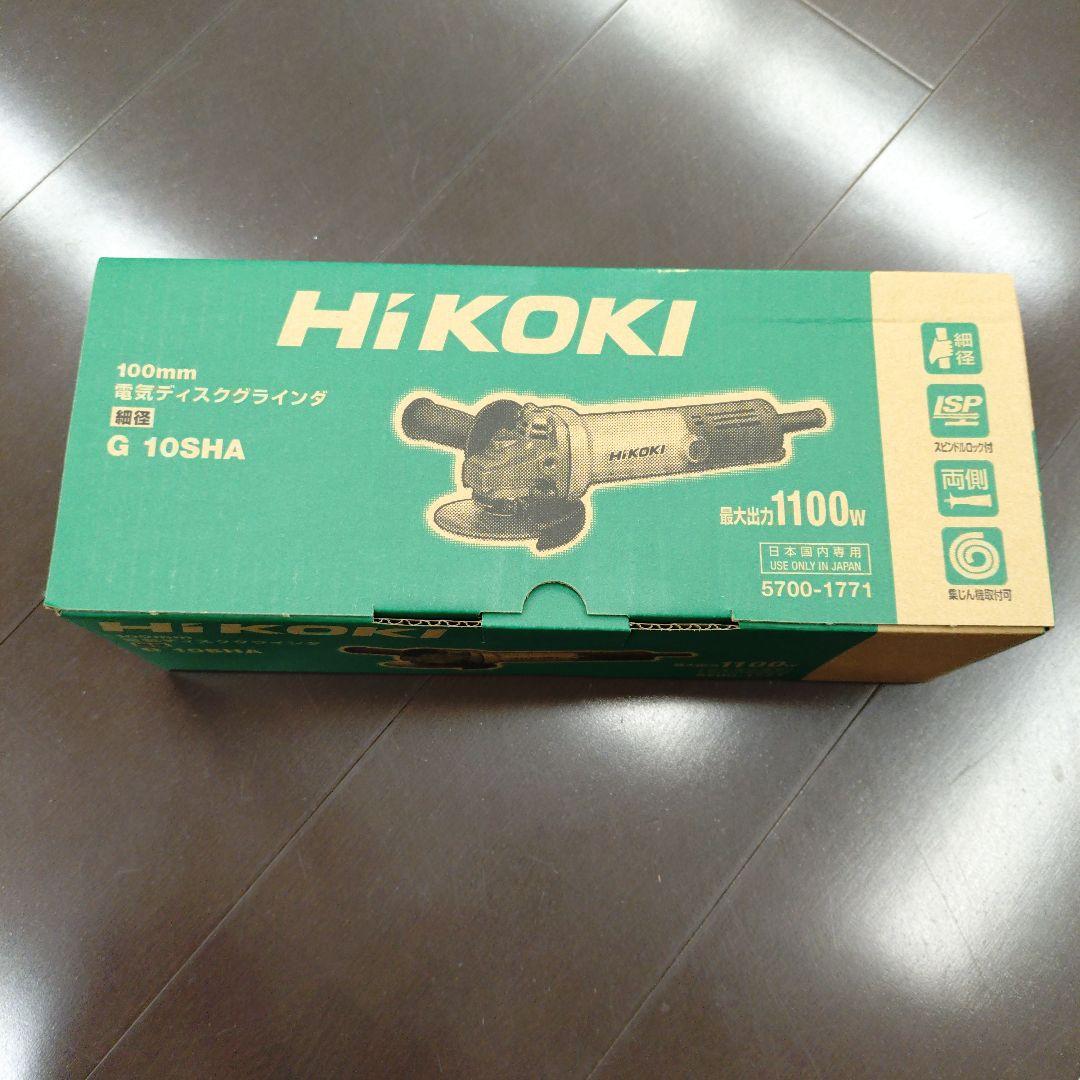 HiKOKI
100mm
電気ディスクグラインダ
細径
G 10SHA
HiKOKI
最大出力1100W
日本国内専用
USE ONLY IN JAPAN
5700-1771
細径
ISP
スピンドルロック付
両側
集じん機取付可
HiKOKI
100mm
G 10SHA
1100W